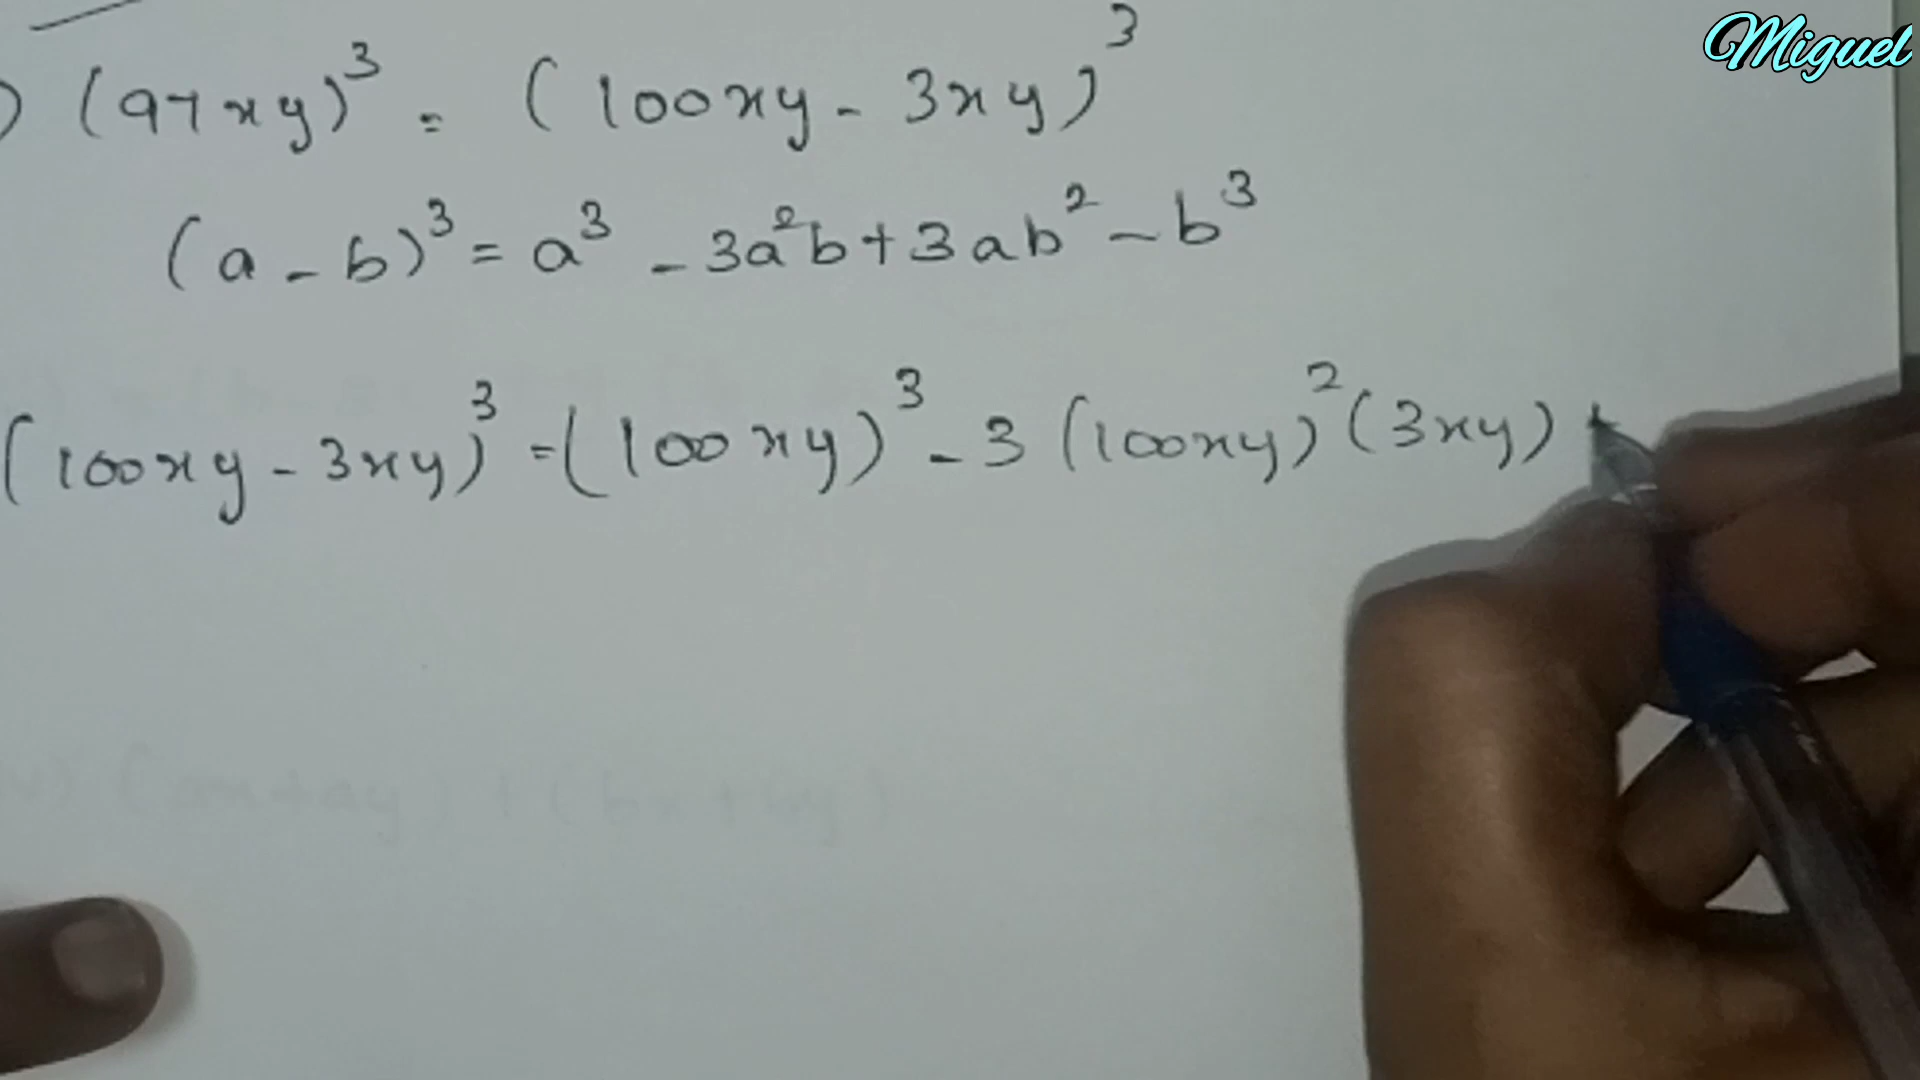 Miguel
) (97xy)³ = (100xy - 3xy)³
(a - b)³ = a³ - 3a²b + 3ab² - b³
(100xy - 3xy)³ = (100xy)³ - 3 (100xy)² (3xy) +